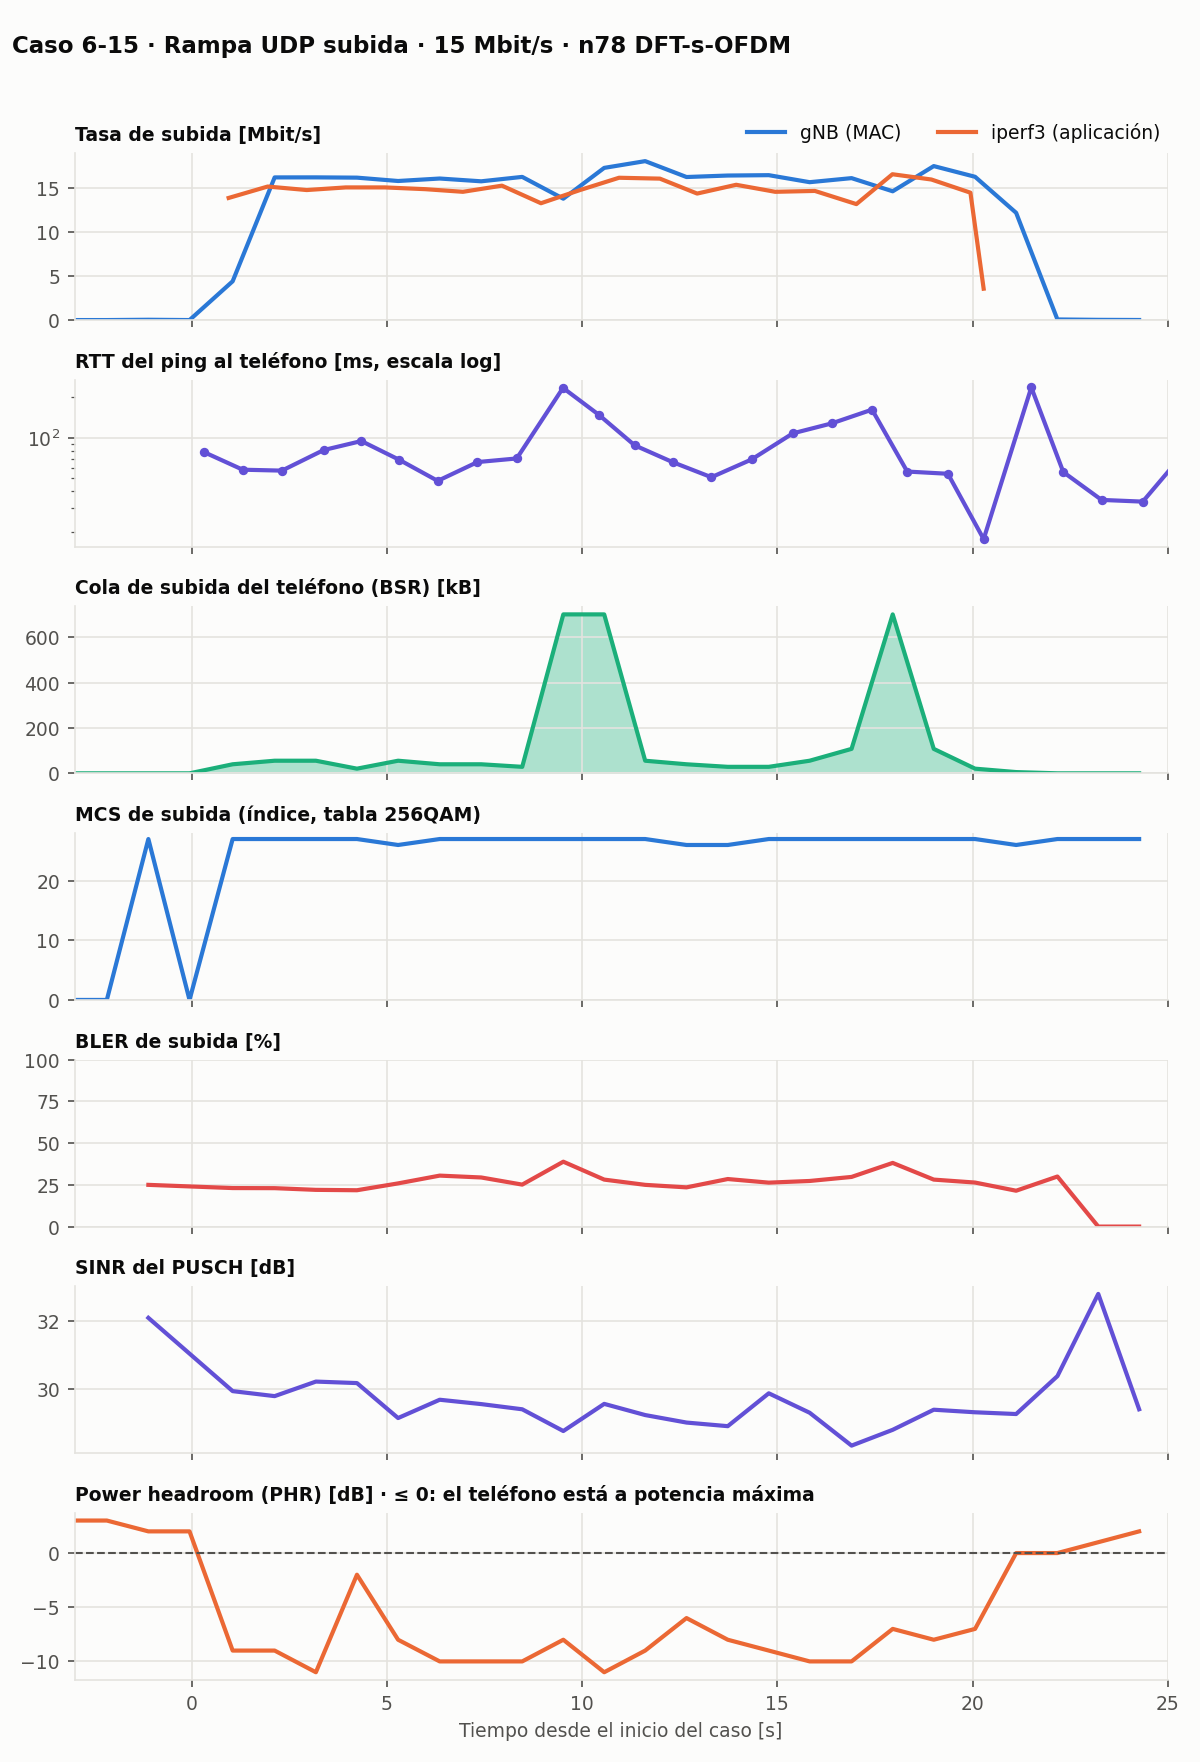 Caso 6-15 · Rampa UDP subida · 15 Mbit/s · n78 DFT-s-OFDM
Tasa de subida [Mbit/s]
gNB (MAC)
iperf3 (aplicación)
15
10
5
0
RTT del ping al teléfono [ms, escala log]
10²
Cola de subida del teléfono (BSR) [kB]
600
400
200
0
MCS de subida (índice, tabla 256QAM)
20
10
0
BLER de subida [%]
100
75
50
25
0
SINR del PUSCH [dB]
32
30
Power headroom (PHR) [dB] · ≤ 0: el teléfono está a potencia máxima
0
−5
−10
0 5 10 15 20 25
Tiempo desde el inicio del caso [s]